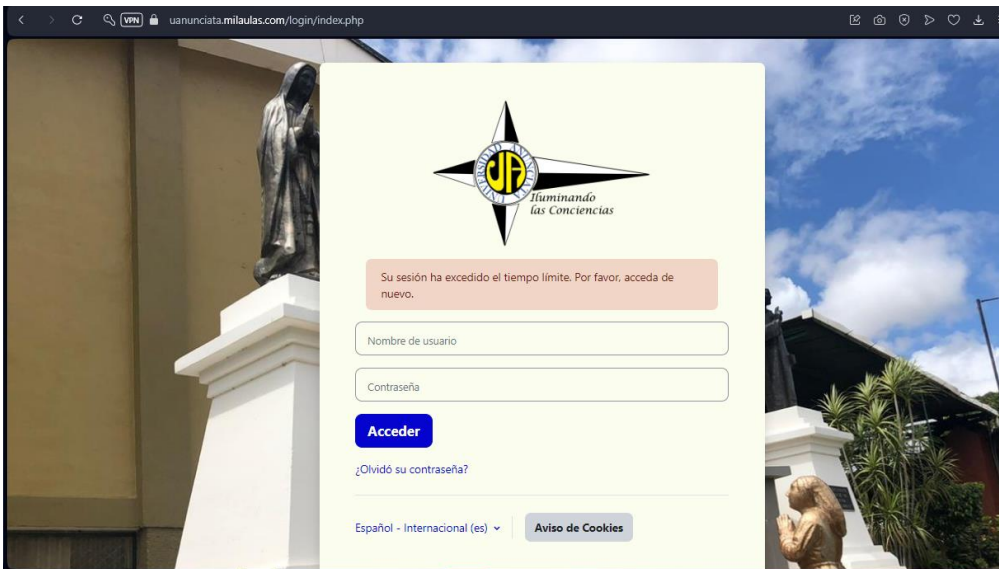 VPN
uanunciata.milaulas.com/login/index.php
UNIVERSIDAD ANUNCIATA
UA
Iluminando
las Conciencias
Su sesión ha excedido el tiempo límite. Por favor, acceda de
nuevo.
Nombre de usuario
Contraseña
Acceder
¿Olvidó su contraseña?
Español - Internacional (es)
Aviso de Cookies